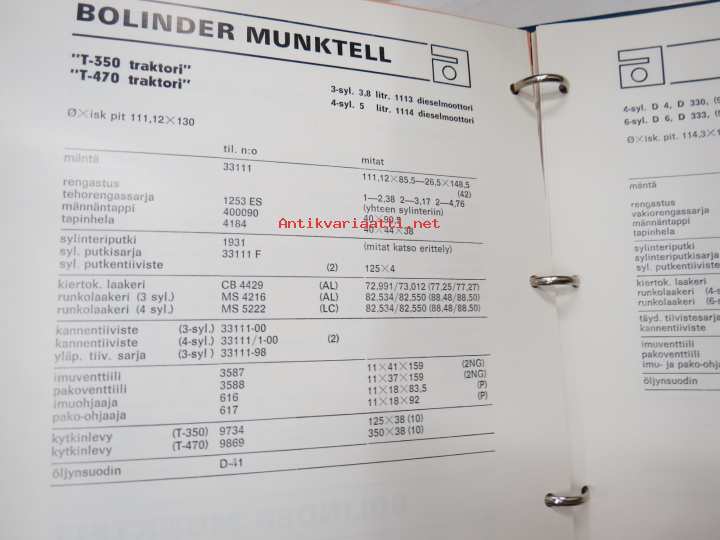 BOLINDER MUNKTELL
"T-350 traktori"
"T-470 traktori"
3-syl. 3.8 litr. 1113 dieselmoottori
4-syl. 5 litr. 1114 dieselmoottori
Ø×isk pit 111,12×130
til. n:o mitat
mäntä 33111 111,12×85.5—26,5×148,5
rengastus (42)
tehorengassarja 1253 ES 1—2,38 2—3,17 2—4,76
männäntappi 400090 (yhteen sylinteriin)
tapinhela 4184 40×44×38
Antikvariaatti.net
sylinteriputki 1931
syl. putkisarja 33111 F (mitat katso erittely)
syl. putkentiiviste (2) 125×4
kiertok. laakeri CB 4429 (AL) 72,991/73,012 (77,25/77,27)
runkolaakeri (3 syl.) MS 4216 (AL) 82.534/82.550 (88,48/88,50)
runkolaakeri (4 syl.) MS 5222 (LC) 82.534/82,550 (88,48/88,50)
kannentiiviste (3-syl.) 33111-00
kannentiiviste (4-syl.) 33111/1-00 (2)
yläp. tiiv. sarja (3-syl) 33111-98
imuventtiili 3587 11×41×159 (2NG)
pakoventtiili 3588 11×37×159 (2NG)
imuohjaaja 616 11×18×83,5 (P)
pako-ohjaaja 617 11×18×92 (P)
kytkinlevy (T-350) 9734 125×38 (10)
kytkinlevy (T-470) 9869 350×38 (10)
öljynsuodin D-41
4-syl. D 4, D 330,
6-syl. D 6, D 333,
Ø×isk. pit. 114,3×1
mäntä
rengastus
vakiorengassarja
tapinhela
sylinteriputki
syl. putkentiiviste
kiertok. laakeri
runkolaakeri (4-s
runkolaakeri (6-s
täyd. tiivistesarja
kannentiiviste
imuventtiili
pakoventtiili
imu- ja pako-ohjaa
öljynsuodin